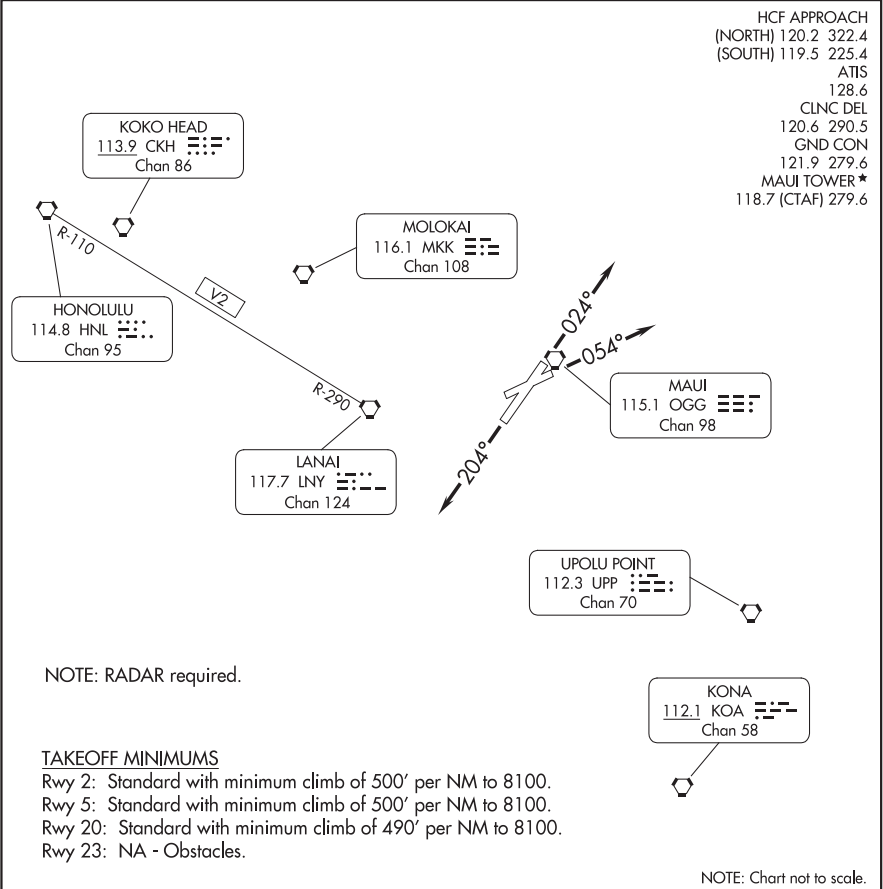 HCF APPROACH
(NORTH) 120.2 322.4
(SOUTH) 119.5 225.4
ATIS
128.6
CLNC DEL
120.6 290.5
GND CON
121.9 279.6
MAUI TOWER★
118.7 (CTAF) 279.6
KOKO HEAD
113.9 CKH
Chan 86
MOLOKAI
116.1 MKK
Chan 108
R-110
V2
R-290
HONOLULU
114.8 HNL
Chan 95
024°
054°
204°
MAUI
115.1 OGG
Chan 98
LANAI
117.7 LNY
Chan 124
UPOLU POINT
112.3 UPP
Chan 70
KONA
112.1 KOA
Chan 58
NOTE: RADAR required.
TAKEOFF MINIMUMS
Rwy 2: Standard with minimum climb of 500' per NM to 8100.
Rwy 5: Standard with minimum climb of 500' per NM to 8100.
Rwy 20: Standard with minimum climb of 490' per NM to 8100.
Rwy 23: NA - Obstacles.
NOTE: Chart not to scale.